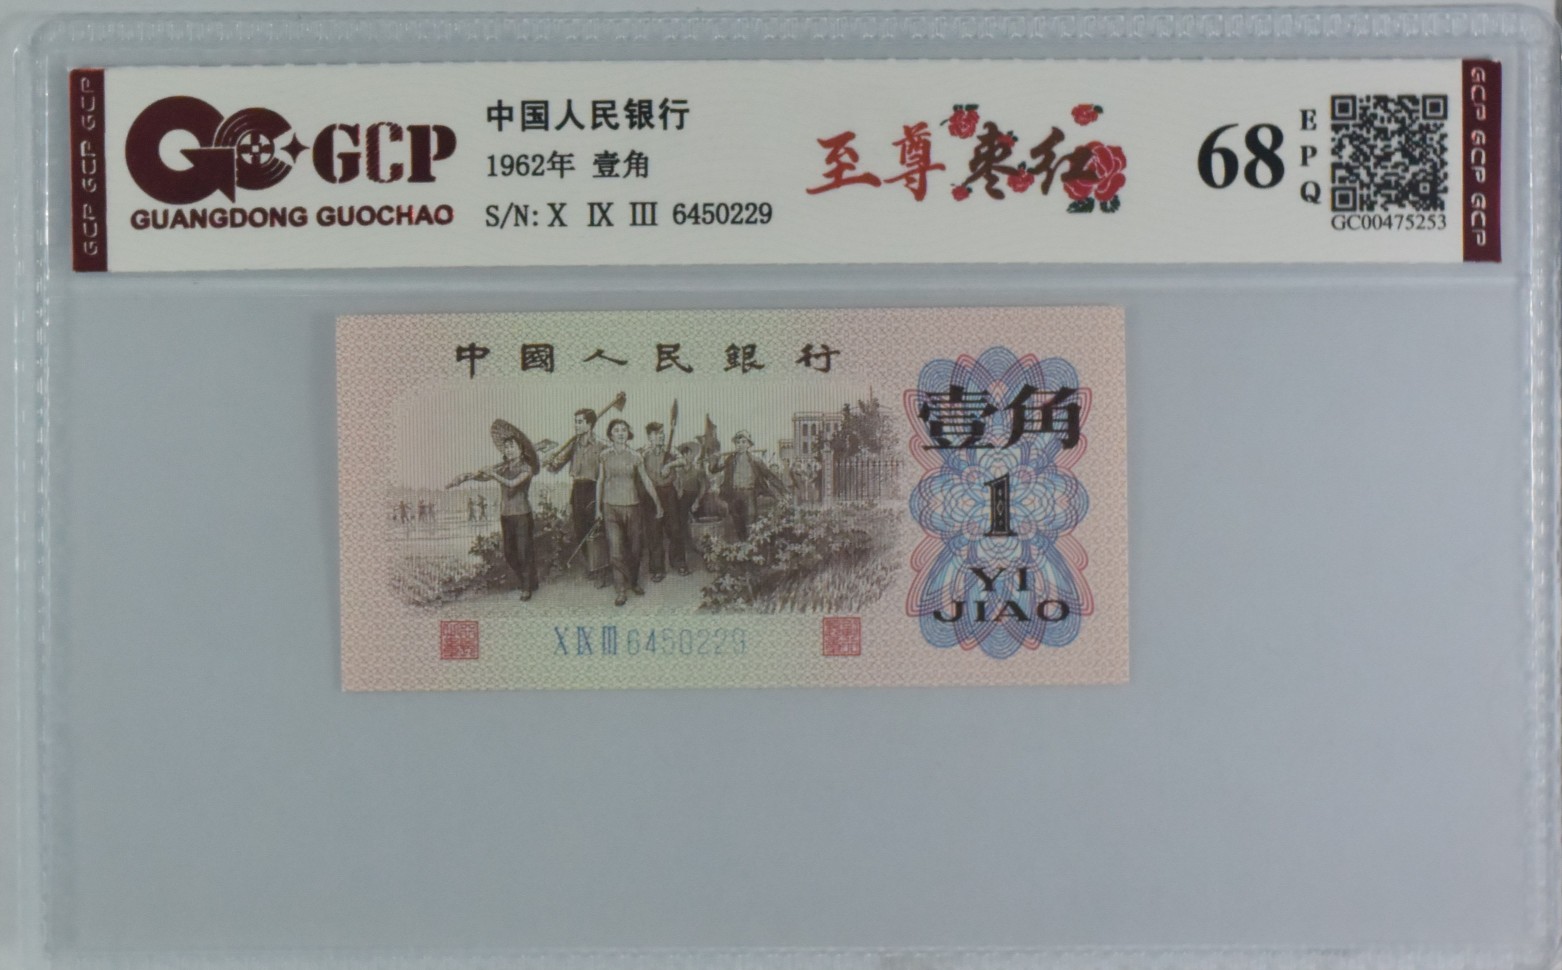 GCP GCP GCP
GCP
GUANGDONG GUOCHAO
中国人民银行
1962年 壹角
S/N: X IX III 6450229
至尊枣红
68
EPQ
GC00475253
GCP GCP GCP
中國人民銀行
壹角
1
YI
JIAO
X IX III 6450229